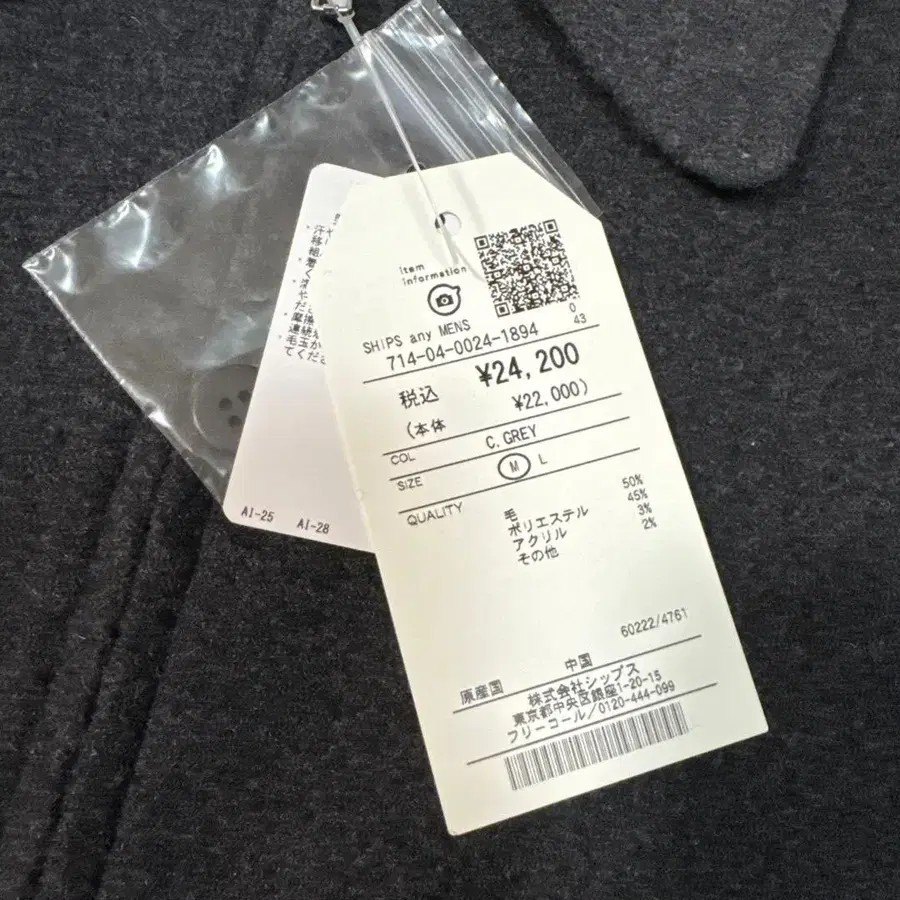 item
information
0
43
SHIPS any MENS
714-04-0024-1894
税込 ¥24,200
(本体 ¥22,000)
COL C.GREY
SIZE M L
QUALITY 毛 50%
ポリエステル 45%
アクリル 3%
その他 2%
60222/4761
原産国 中国
株式会社シップス
東京都中央区銀座1-20-15
フリーコール/0120-444-099
AI-25 AI-28